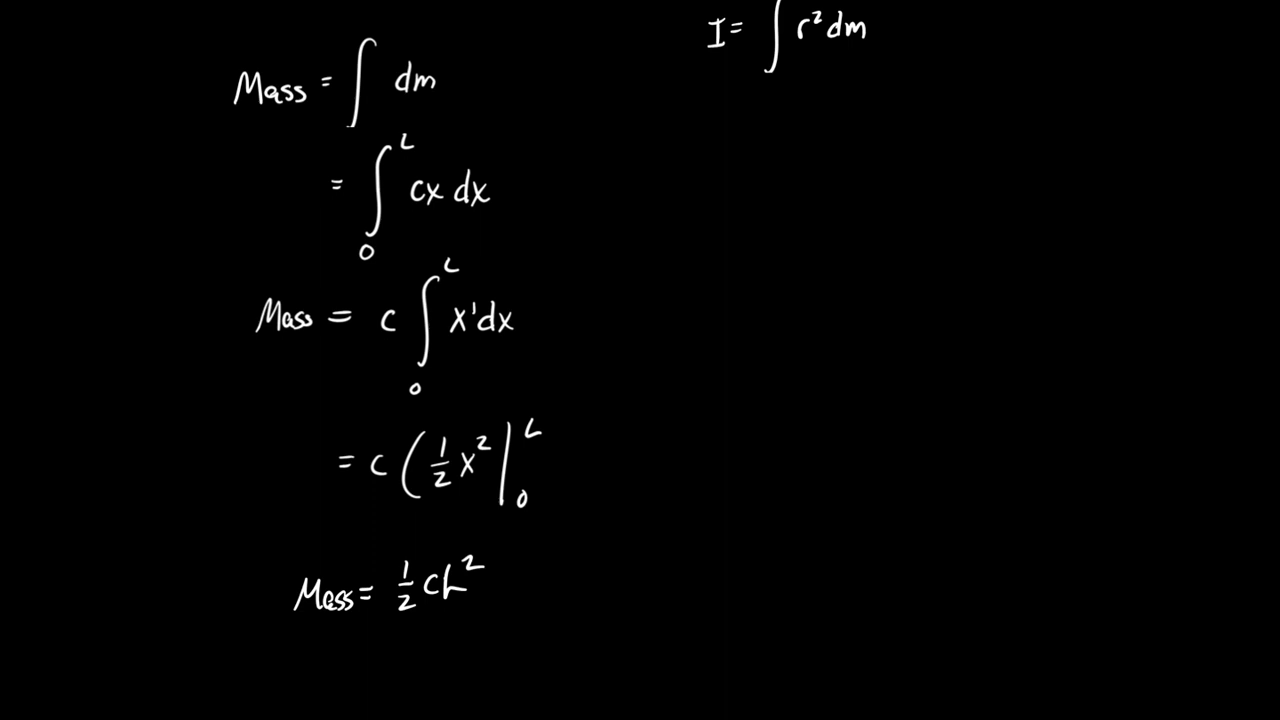 Mass = ∫ dm
= ∫₀ᴸ cx dx
Mass = c ∫₀ᴸ x¹dx
= c (½x²|₀ᴸ
Mass = ½cL²
I = ∫ r²dm